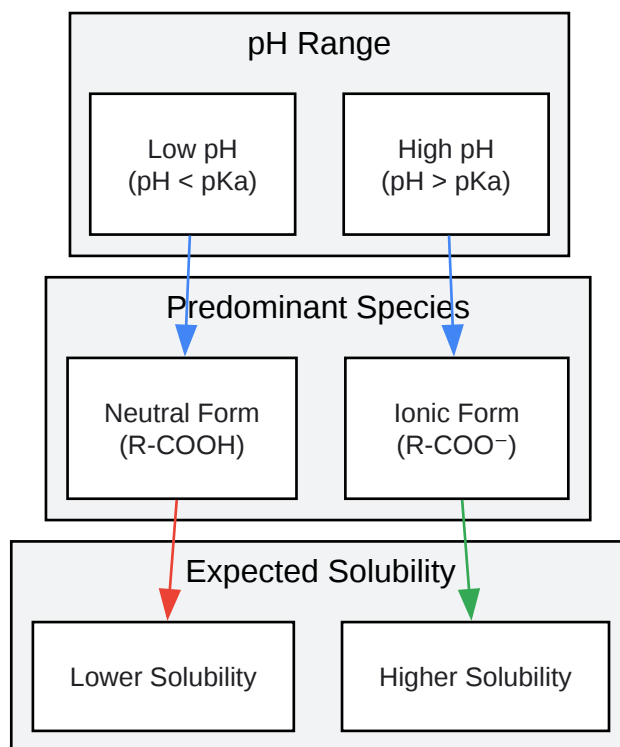 pH Range
Low pH
(pH < pKa)
High pH
(pH > pKa)
Predominant Species
Neutral Form
(R-COOH)
Ionic Form
(R-COO⁻)
Expected Solubility
Lower Solubility
Higher Solubility